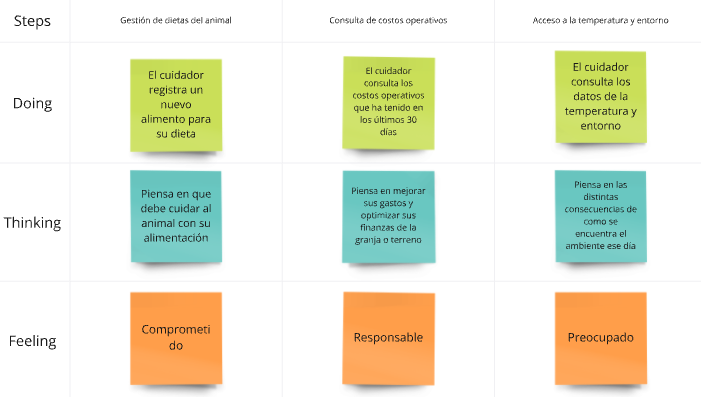 Steps
Gestión de dietas del animal
Consulta de costos operativos
Acceso a la temperatura y entorno
Doing
El cuidador
registra un
nuevo
alimento para
su dieta
El cuidador
consulta los
costos operativos
que ha tenido en
los últimos 30
días
El cuidador
consulta los
datos de la
temperatura y
entorno
Thinking
Piensa en que
debe cuidar al
animal con su
alimentación
Piensa en mejorar
sus gastos y
optimizar sus
finanzas de la
granja o terreno
Piensa en las
distintas
consecuencias de
como se
encuentra el
ambiente ese dia
Feeling
Comprometi
do
Responsable
Preocupado